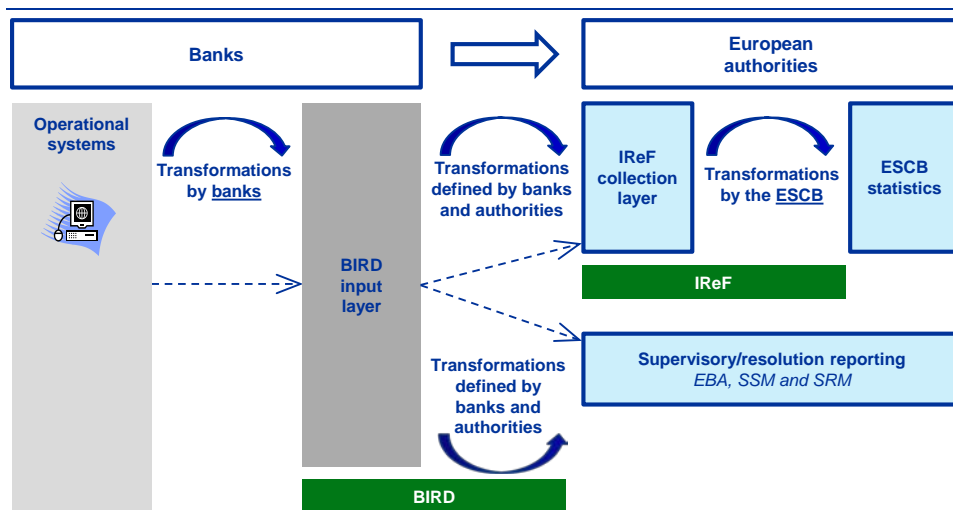 Banks
European
authorities
Operational
systems
Transformations
by banks
BIRD
input
layer
Transformations
defined by banks
and authorities
IReF
collection
layer
Transformations
by the ESCB
ESCB
statistics
IReF
Supervisory/resolution reporting
EBA, SSM and SRM
Transformations
defined by
banks and
authorities
BIRD